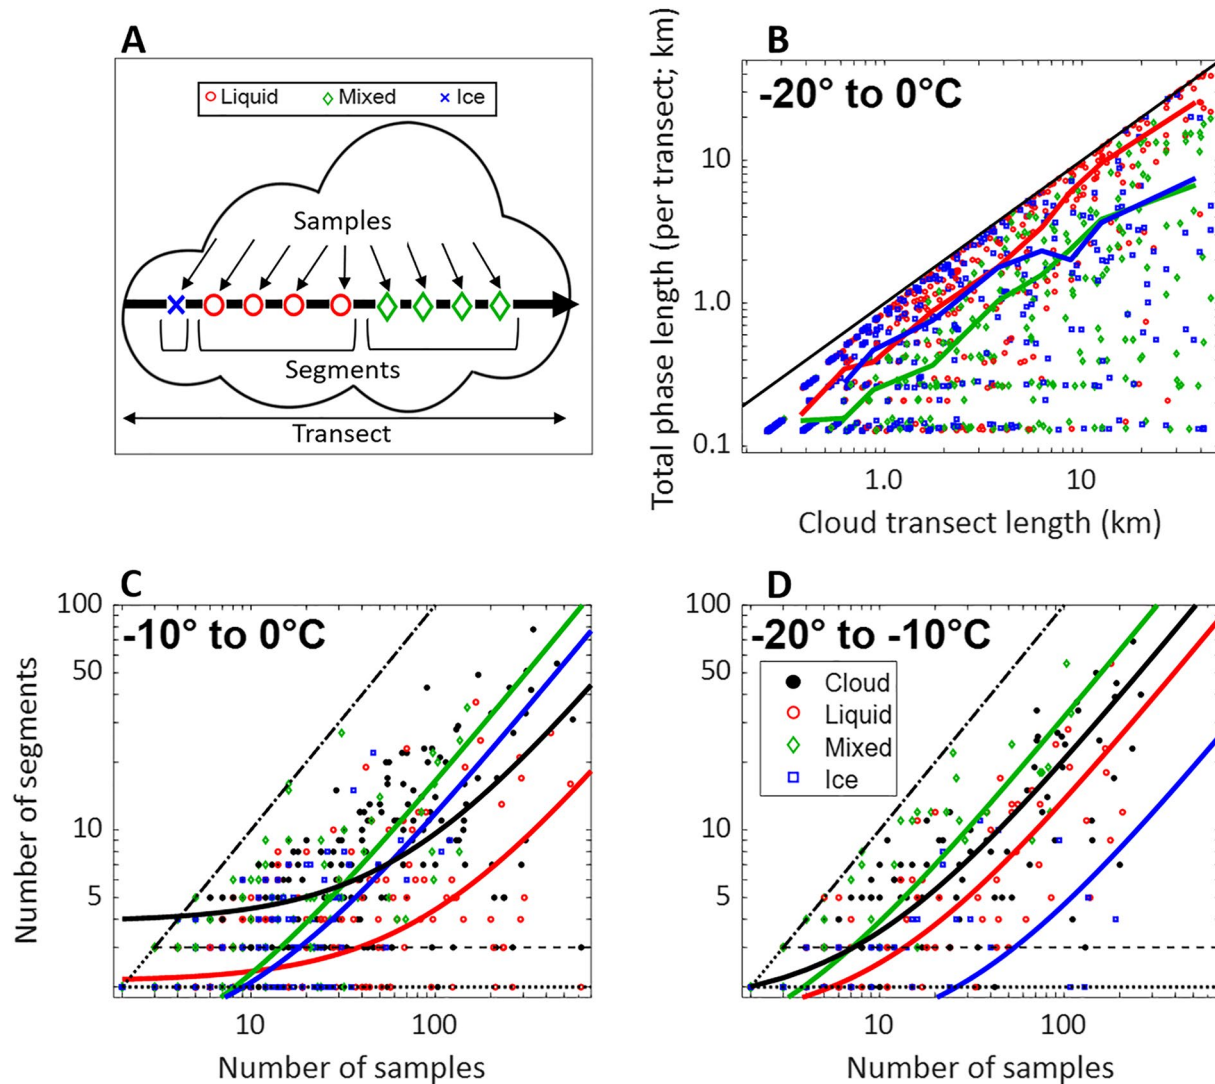 A
Liquid Mixed Ice
Samples
Segments
Transect
B
-20° to 0°C
Total phase length (per transect; km)
10
1.0
0.1
1.0 10
Cloud transect length (km)
C
-10° to 0°C
Number of segments
100
50
10
5
10 100
Number of samples
D
-20° to -10°C
Cloud
Liquid
Mixed
Ice
100
50
10
5
10 100
Number of samples